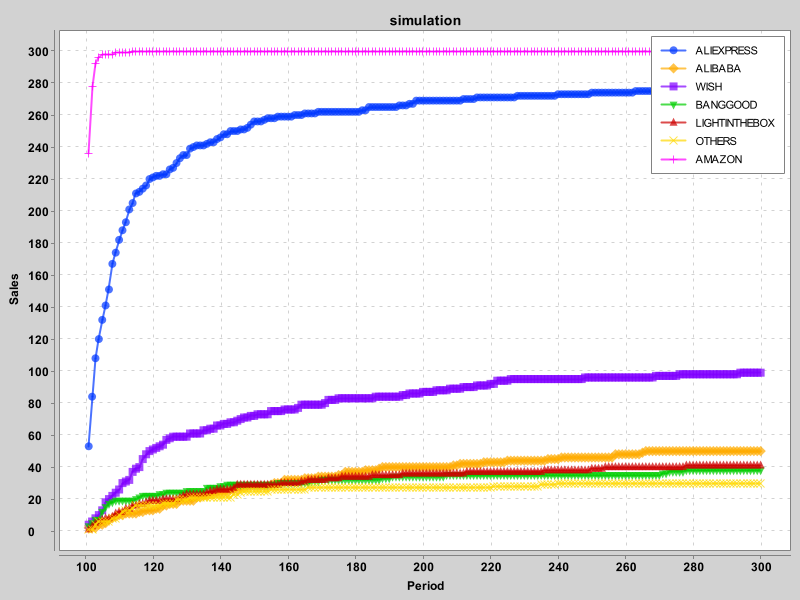 simulation
300
280
260
240
220
200
180
160
140
120
100
80
60
40
20
0
Sales
ALIEXPRESS
ALIBABA
WISH
BANGGOOD
LIGHTINTHEBOX
OTHERS
AMAZON
100 120 140 160 180 200 220 240 260 280 300
Period